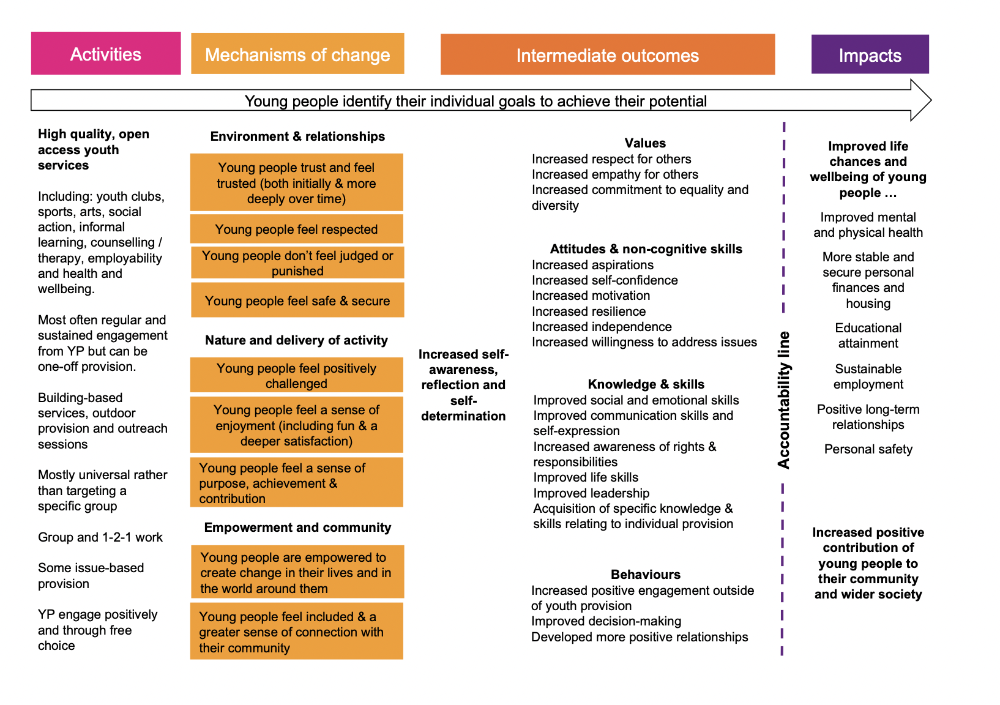 Activities
Mechanisms of change
Intermediate outcomes
Impacts
Young people identify their individual goals to achieve their potential
High quality, open
access youth
services
Including: youth clubs,
sports, arts, social
action, informal
learning, counselling /
therapy, employability
and health and
wellbeing.
Most often regular and
sustained engagement
from YP but can be
one-off provision.
Building-based
services, outdoor
provision and outreach
sessions
Mostly universal rather
than targeting a
specific group
Group and 1-2-1 work
Some issue-based
provision
YP engage positively
and through free
choice
Environment & relationships
Young people trust and feel
trusted (both initially & more
deeply over time)
Young people feel respected
Young people don’t feel judged or
punished
Young people feel safe & secure
Nature and delivery of activity
Young people feel positively
challenged
Young people feel a sense of
enjoyment (including fun & a
deeper satisfaction)
Young people feel a sense of
purpose, achievement &
contribution
Empowerment and community
Young people are empowered to
create change in their lives and in
the world around them
Young people feel included & a
greater sense of connection with
their community
Increased self-
awareness,
reflection and
self-
determination
Values
Increased respect for others
Increased empathy for others
Increased commitment to equality and
diversity
Attitudes & non-cognitive skills
Increased aspirations
Increased self-confidence
Increased motivation
Increased resilience
Increased independence
Increased willingness to address issues
Knowledge & skills
Improved social and emotional skills
Improved communication skills and
self-expression
Increased awareness of rights &
responsibilities
Improved life skills
Improved leadership
Acquisition of specific knowledge &
skills relating to individual provision
Behaviours
Increased positive engagement outside
of youth provision
Improved decision-making
Developed more positive relationships
Accountability line
Improved life
chances and
wellbeing of young
people …
Improved mental
and physical health
More stable and
secure personal
finances and
housing
Educational
attainment
Sustainable
employment
Positive long-term
relationships
Personal safety
Increased positive
contribution of
young people to
their community
and wider society